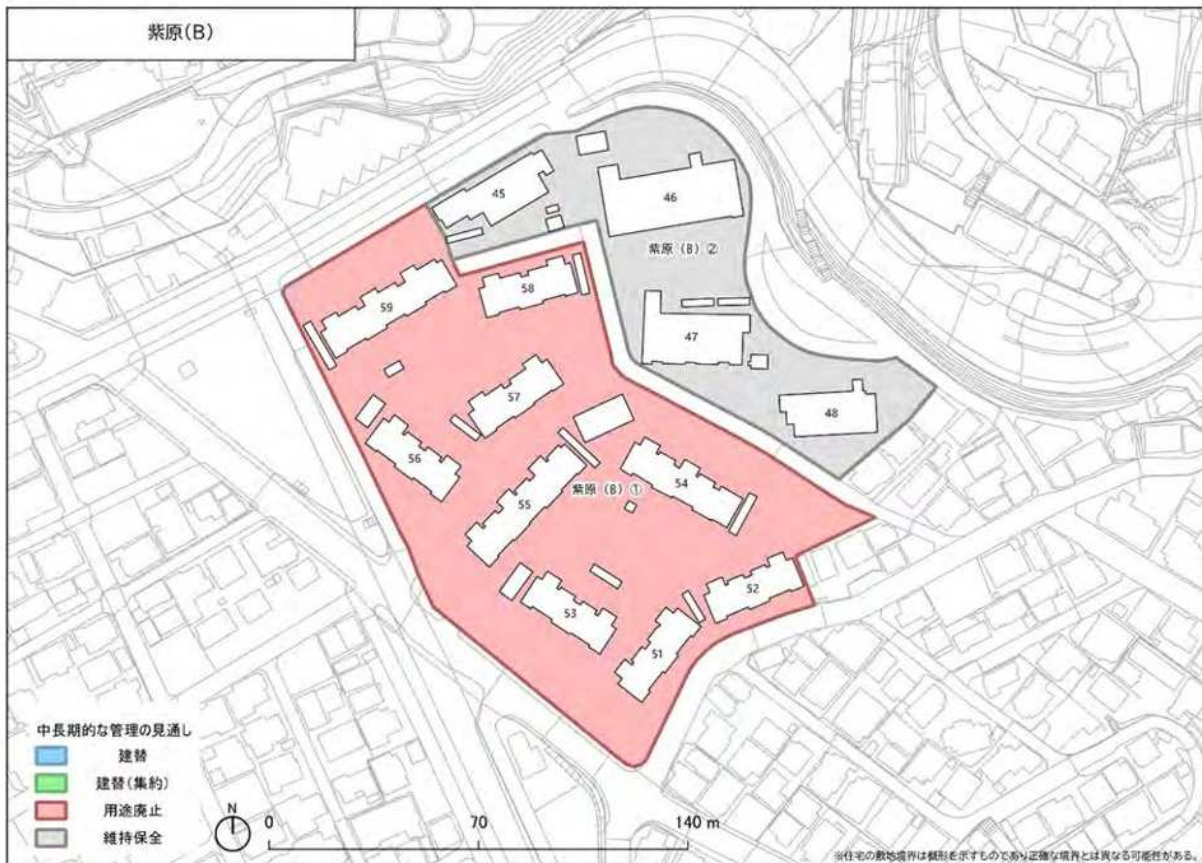 紫原(B)
45
46
紫原 (B) ②
59
58
47
57
48
56
54
55
紫原 (B) ①
52
53
51
中長期的な管理の見通し
建替
建替(集約)
用途廃止
維持保全
N
0 70 140 m
※住宅の敷地境界は概形を示すものであり正確な境界とは異なる可能性がある。